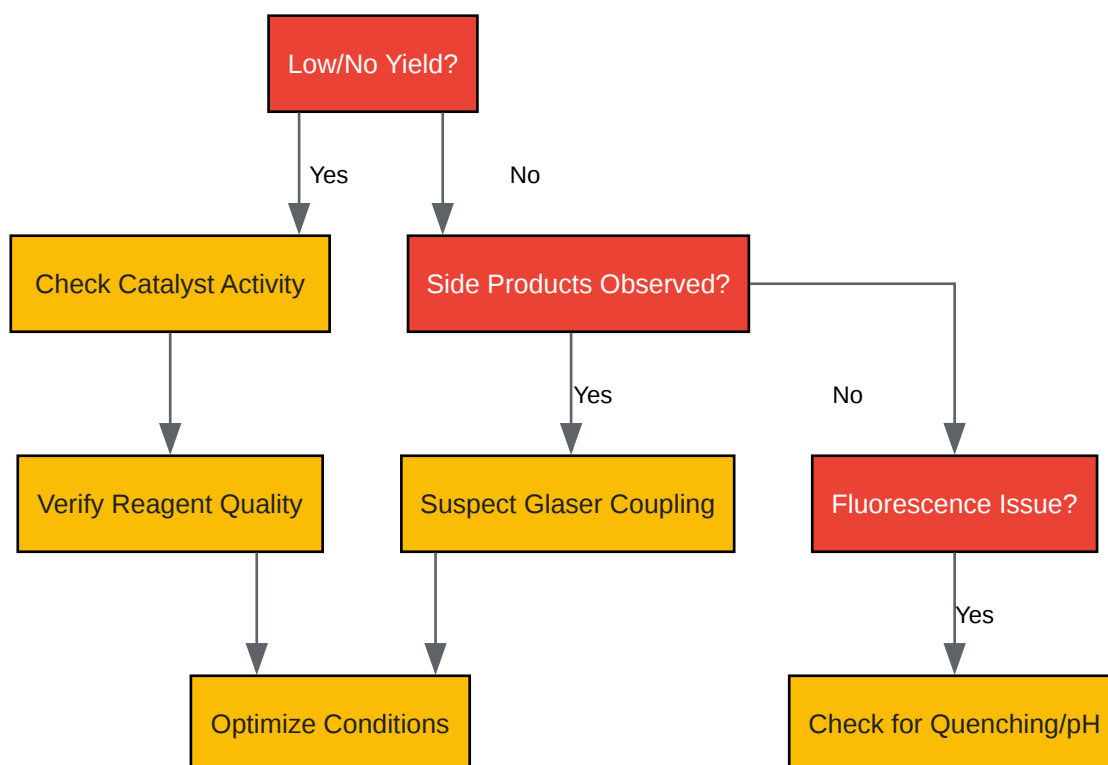 Low/No Yield?
Yes
No
Check Catalyst Activity
Side Products Observed?
Yes
No
Verify Reagent Quality
Suspect Glaser Coupling
Fluorescence Issue?
Yes
Optimize Conditions
Check for Quenching/pH